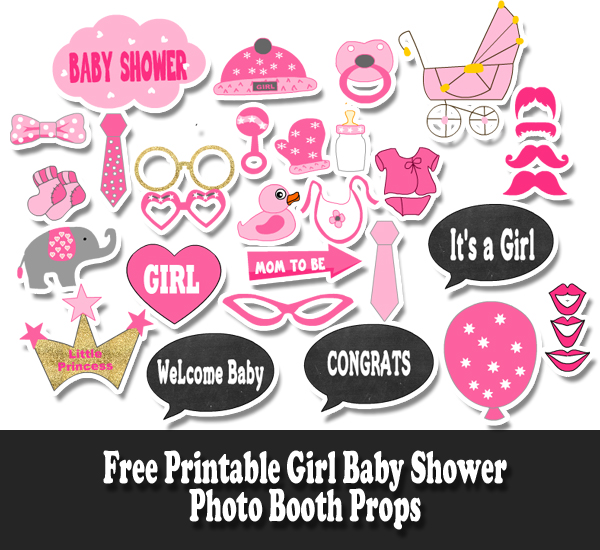 BABY SHOWER
GIRL
It's a Girl
GIRL
MOM TO BE
Little
Princess
Welcome Baby
CONGRATS
Free Printable Girl Baby Shower
Photo Booth Props